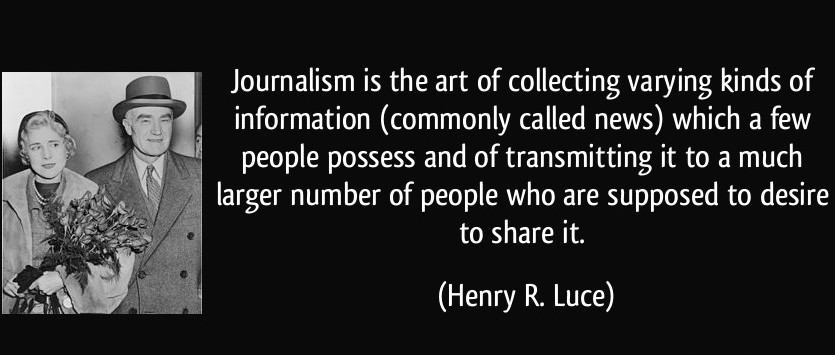 Journalism is the art of collecting varying kinds of
information (commonly called news) which a few
people possess and of transmitting it to a much
larger number of people who are supposed to desire
to share it.
(Henry R. Luce)